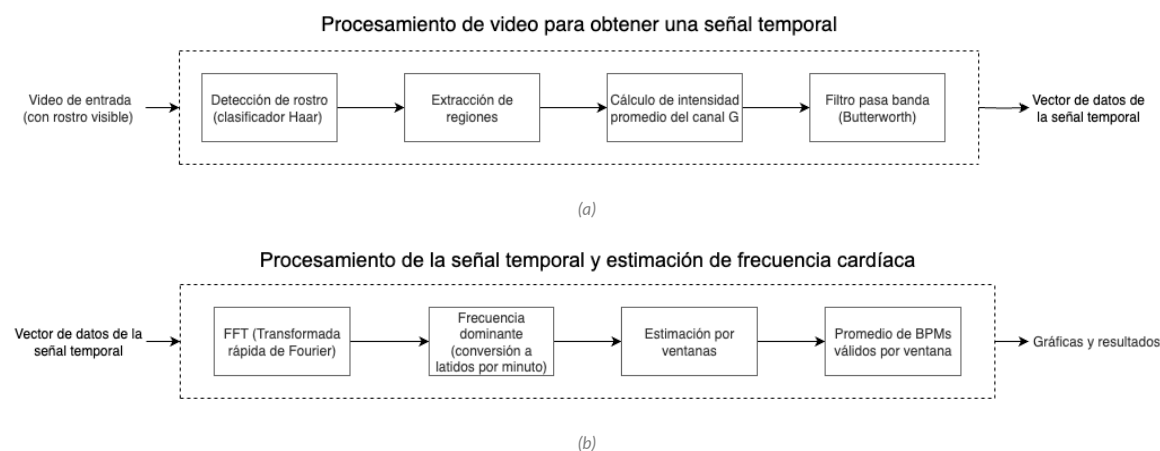 Procesamiento de video para obtener una señal temporal
Video de entrada
(con rostro visible)
Detección de rostro
(clasificador Haar)
Extracción de
regiones
Cálculo de intensidad
promedio del canal G
Filtro pasa banda
(Butterworth)
Vector de datos de
la señal temporal
(a)
Procesamiento de la señal temporal y estimación de frecuencia cardíaca
Vector de datos de la
señal temporal
FFT (Transformada
rápida de Fourier)
Frecuencia
dominante
(conversión a
latidos por minuto)
Estimación por
ventanas
Promedio de BPMs
válidos por ventana
Gráficas y resultados
(b)